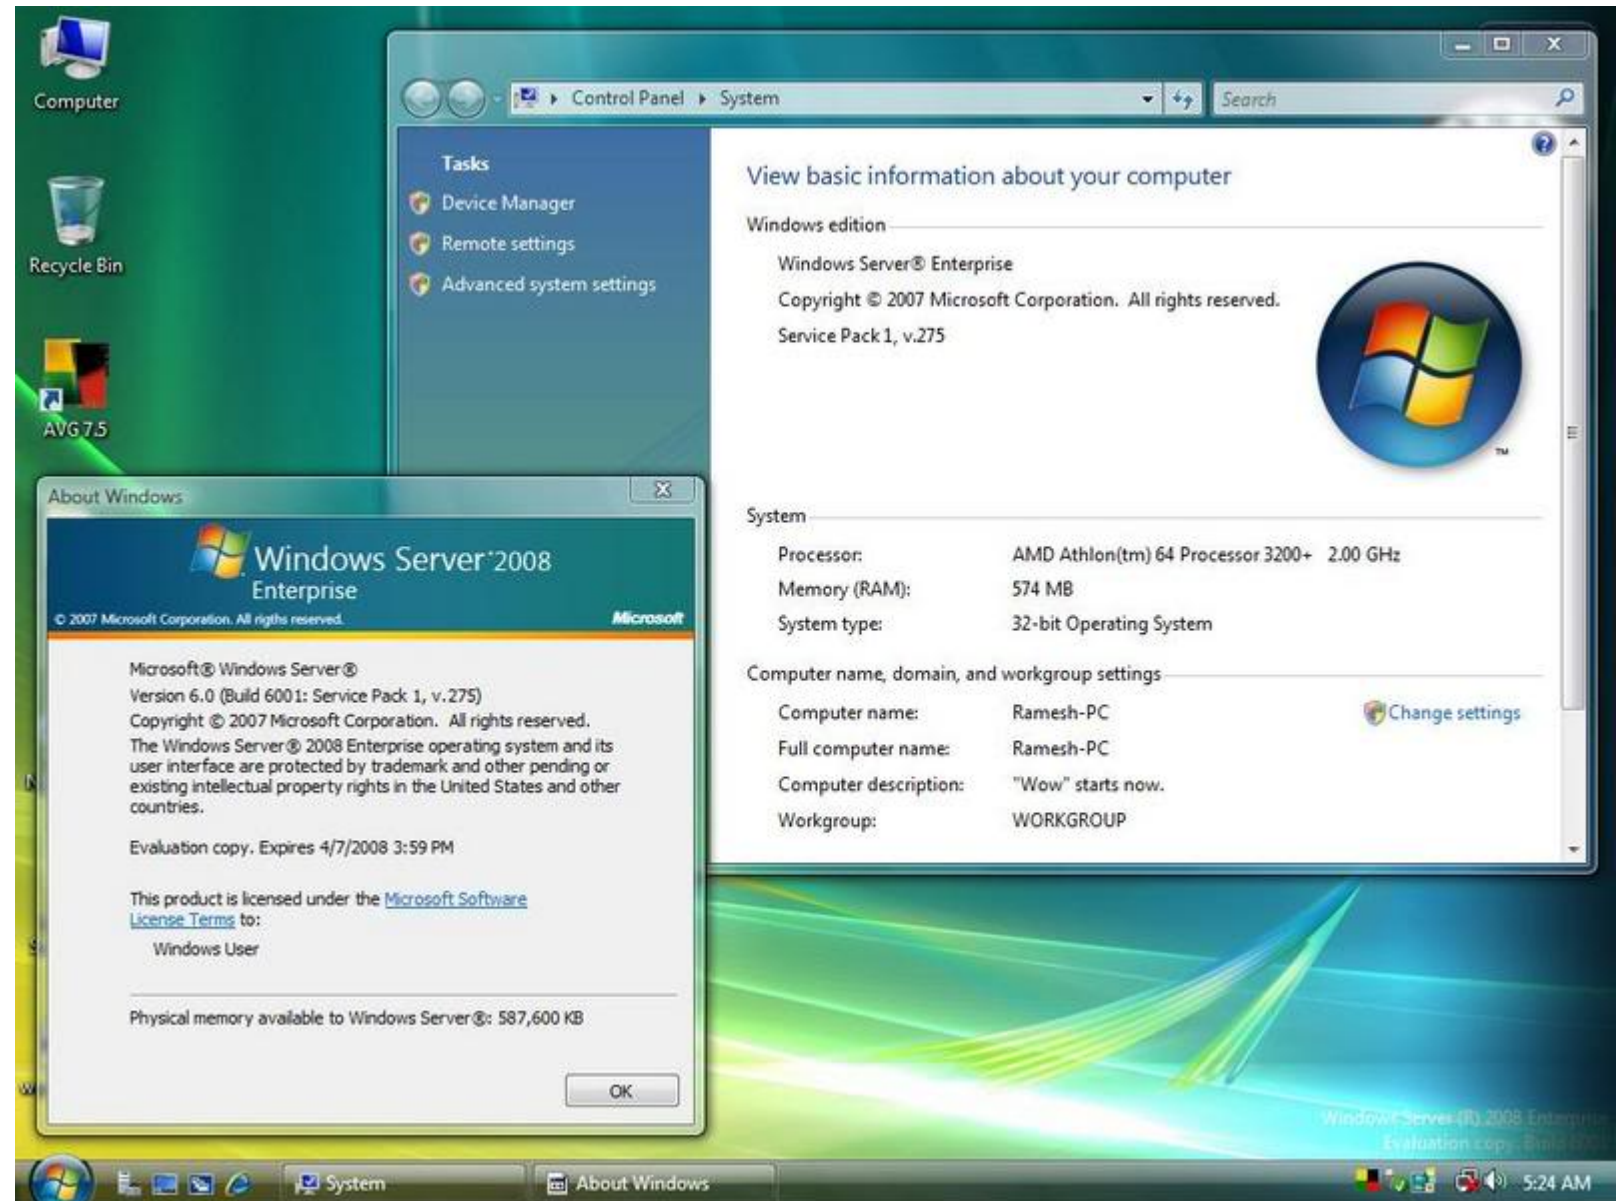 Computer
Recycle Bin
AVG 7.5
Control Panel System
Search
Tasks
Device Manager
Remote settings
Advanced system settings
View basic information about your computer
Windows edition
Windows Server® Enterprise
Copyright © 2007 Microsoft Corporation. All rights reserved.
Service Pack 1, v.275
TM
System
Processor: AMD Athlon(tm) 64 Processor 3200+ 2.00 GHz
Memory (RAM): 574 MB
System type: 32-bit Operating System
Computer name, domain, and workgroup settings
Computer name: Ramesh-PC
Change settings
Full computer name: Ramesh-PC
Computer description: "Wow" starts now.
Workgroup: WORKGROUP
About Windows
Windows Server 2008
Enterprise
© 2007 Microsoft Corporation. All rigths reserved.
Microsoft
Microsoft® Windows Server®
Version 6.0 (Build 6001: Service Pack 1, v.275)
Copyright © 2007 Microsoft Corporation. All rights reserved.
The Windows Server® 2008 Enterprise operating system and its
user interface are protected by trademark and other pending or
existing intellectual property rights in the United States and other
countries.
Evaluation copy. Expires 4/7/2008 3:59 PM
This product is licensed under the Microsoft Software
License Terms to:
Windows User
Physical memory available to Windows Server®: 587,600 KB
OK
Windows Server (R) 2008 Enterprise
Evaluation copy. Build
System
About Windows
5:24 AM